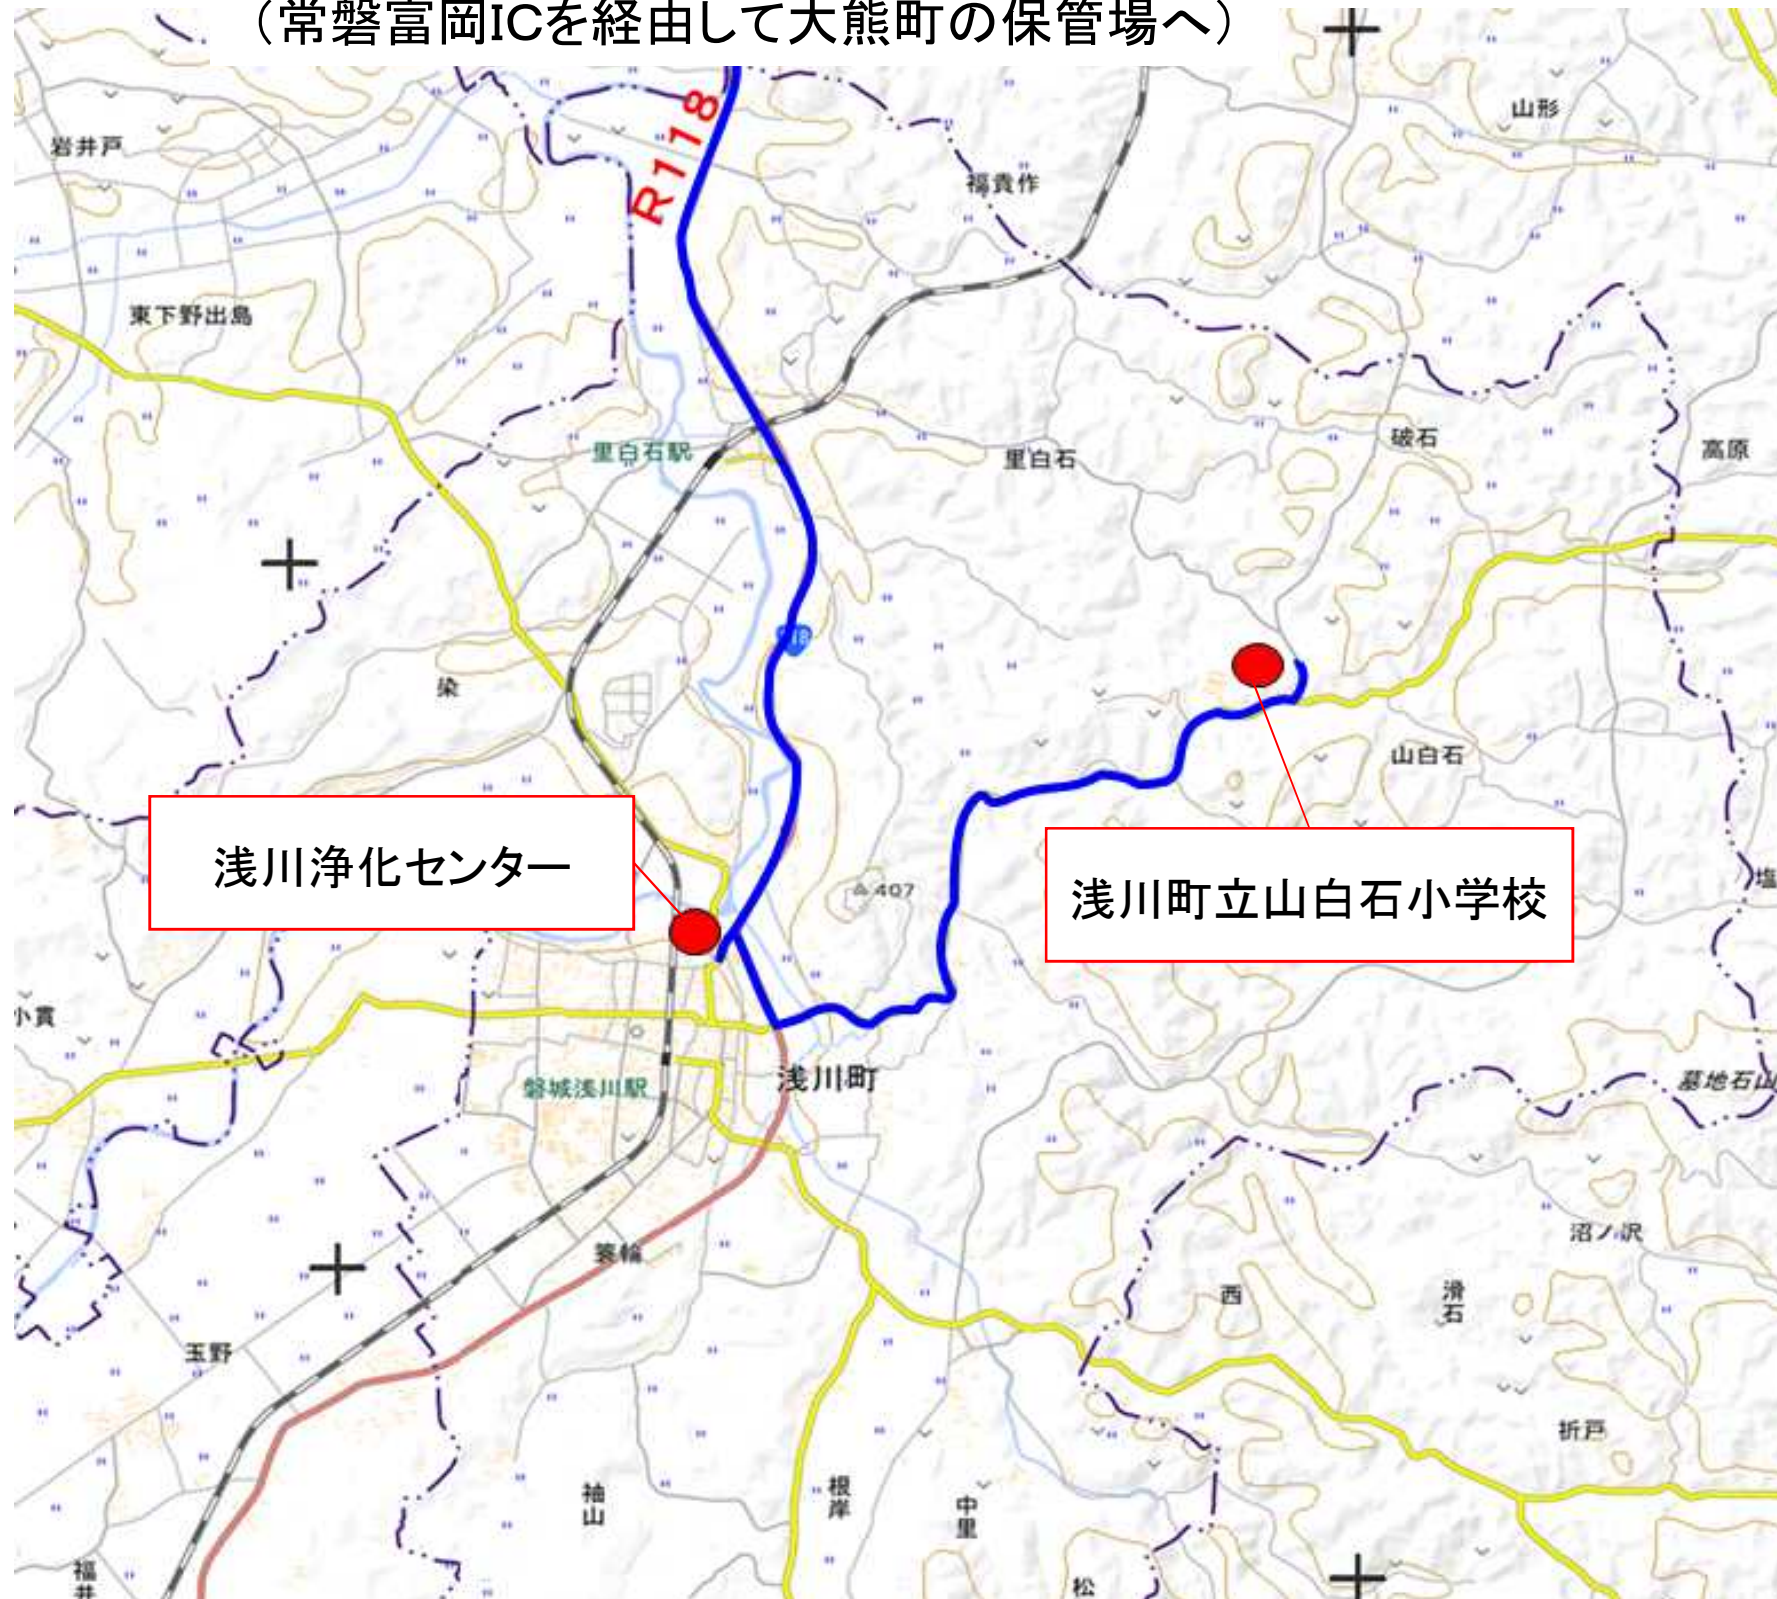 （常磐富岡ICを経由して大熊町の保管場へ）
R118
山形
岩井戸
福貴作
東下野出島
破石
高原
里白石駅
里白石
118
染
山白石
浅川浄化センター
407
浅川町立山白石小学校
塩
小貫
磐城浅川駅
浅川町
墓地石山
沼ノ沢
簑輪
西
滑石
玉野
折戸
袖山
根岸
中里
福井
松